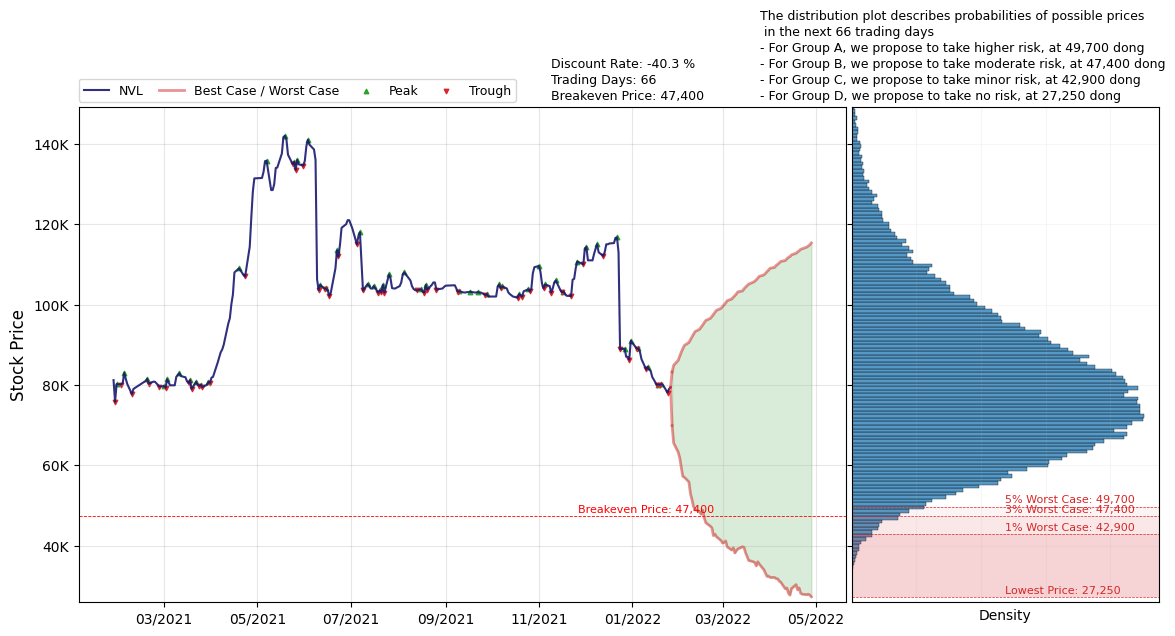 The distribution plot describes probabilities of possible prices
in the next 66 trading days
- For Group A, we propose to take higher risk, at 49,700 dong
- For Group B, we propose to take moderate risk, at 47,400 dong
- For Group C, we propose to take minor risk, at 42,900 dong
- For Group D, we propose to take no risk, at 27,250 dong
Discount Rate: -40.3 %
Trading Days: 66
Breakeven Price: 47,400
NVL
Best Case / Worst Case
Peak
Trough
Stock Price
140K
120K
100K
80K
60K
40K
Breakeven Price: 47,400
03/2021
05/2021
07/2021
09/2021
11/2021
01/2022
03/2022
05/2022
5% Worst Case: 49,700
3% Worst Case: 47,400
1% Worst Case: 42,900
Lowest Price: 27,250
Density